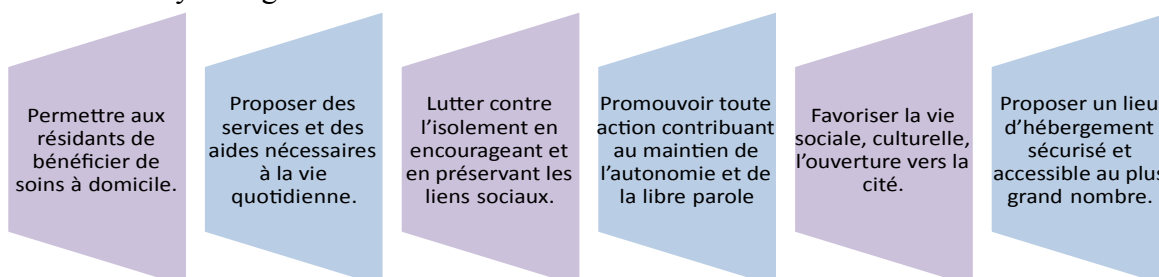 Permettre aux
résidants de
bénéficier de
soins à domicile.
Proposer des
services et des
aides nécessaires
à la vie
quotidienne.
Lutter contre
l'isolement en
encourageant et
en préservant les
liens sociaux.
Promouvoir toute
action contribuant
au maintien de
l'autonomie et de
la libre parole
Favoriser la vie
sociale, culturelle,
l'ouverture vers la
cité.
Proposer un lieu
d'hébergement
sécurisé et
accessible au plus
grand nombre.